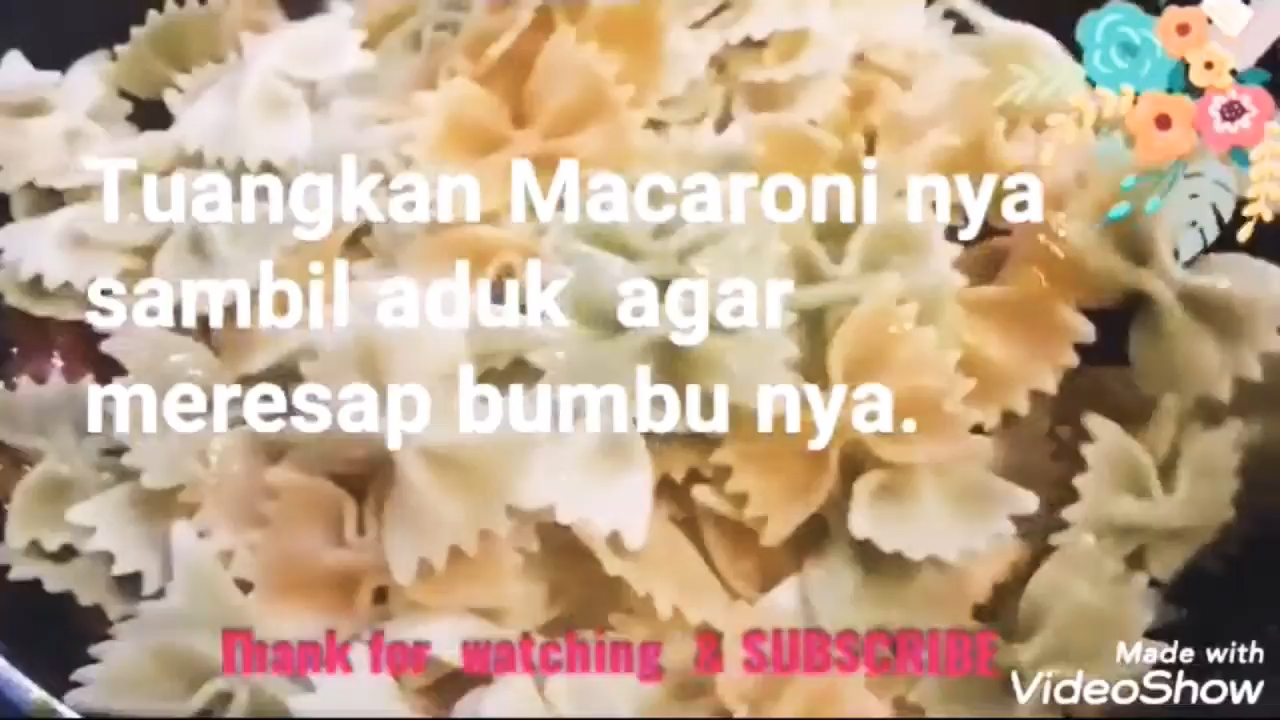 Tuangkan Macaroni nya
sambil aduk agar
meresap bumbu nya.
Thank for watching & SUBSCRIBE
Made with
VideoShow